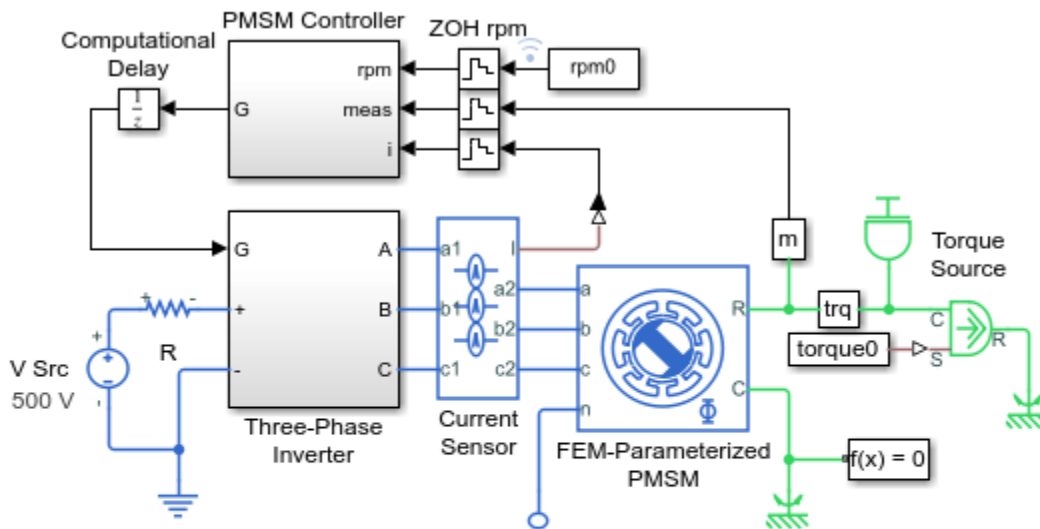 PMSM Controller
ZOH rpm
Computational
Delay
rpm
rpm0
1
z
G
meas
i
G
A
a1
I
m
Torque
Source
a2
a
+
-
+
B
b1
b2
b
R
trq
C
R
+
R
torque0
S
V Src
500 V
-
-
C
c1
c2
c
C
n
Three-Phase
Inverter
Current
Sensor
FEM-Parameterized
PMSM
f(x) = 0